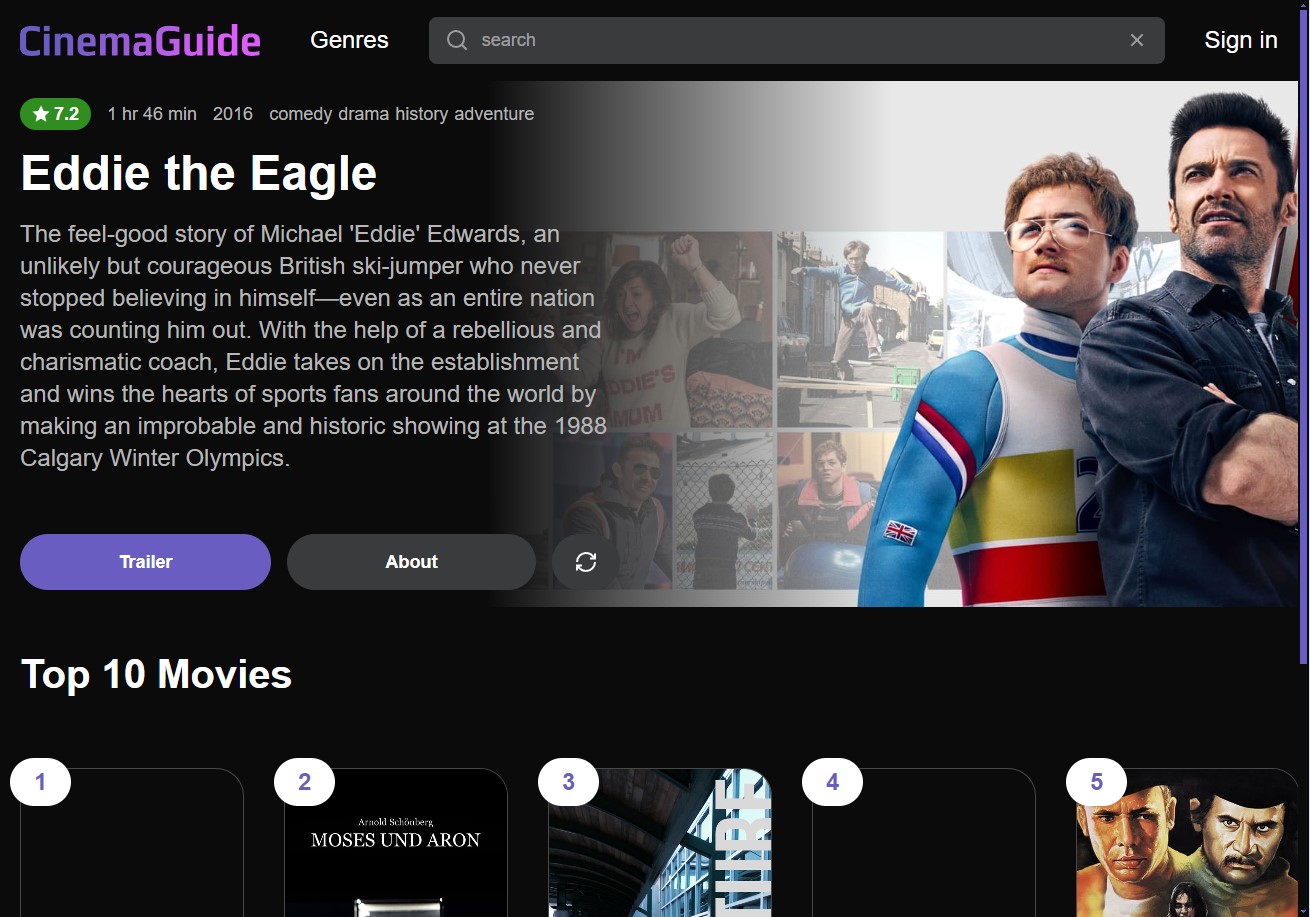 CinemaGuide
Genres
search
Sign in
7.2 1 hr 46 min 2016 comedy drama history adventure
Eddie the Eagle
The feel-good story of Michael 'Eddie' Edwards, an
unlikely but courageous British ski-jumper who never
stopped believing in himself—even as an entire nation
was counting him out. With the help of a rebellious and
charismatic coach, Eddie takes on the establishment
and wins the hearts of sports fans around the world by
making an improbable and historic showing at the 1988
Calgary Winter Olympics.
I'M
EDDIE'S
MUM
Trailer
About
Top 10 Movies
1
2
3
4
5
Arnold Schönberg
MOSES UND ARON